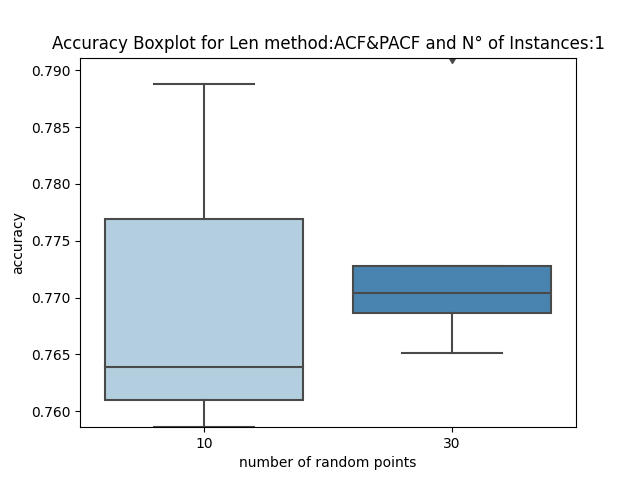 Accuracy Boxplot for Len method:ACF&PACF and N° of Instances:1
0.790
0.785
0.780
0.775
0.770
0.765
0.760
accuracy
10 30
number of random points